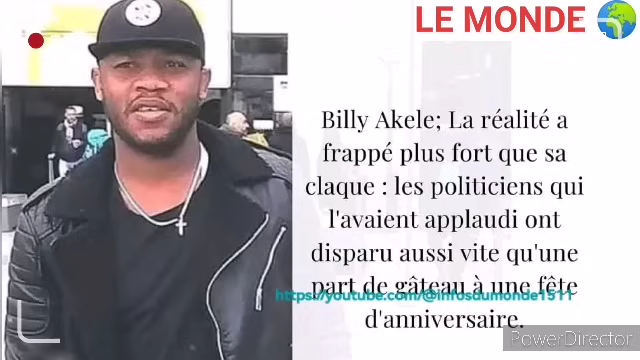 LE MONDE
Billy Akele; La réalité a
frappé plus fort que sa
claque : les politiciens qui
l'avaient applaudi ont
disparu aussi vite qu'une
part de gâteau à une fête
https://youtube.com/@infosdumonde1511
d'anniversaire.
PowerDirector